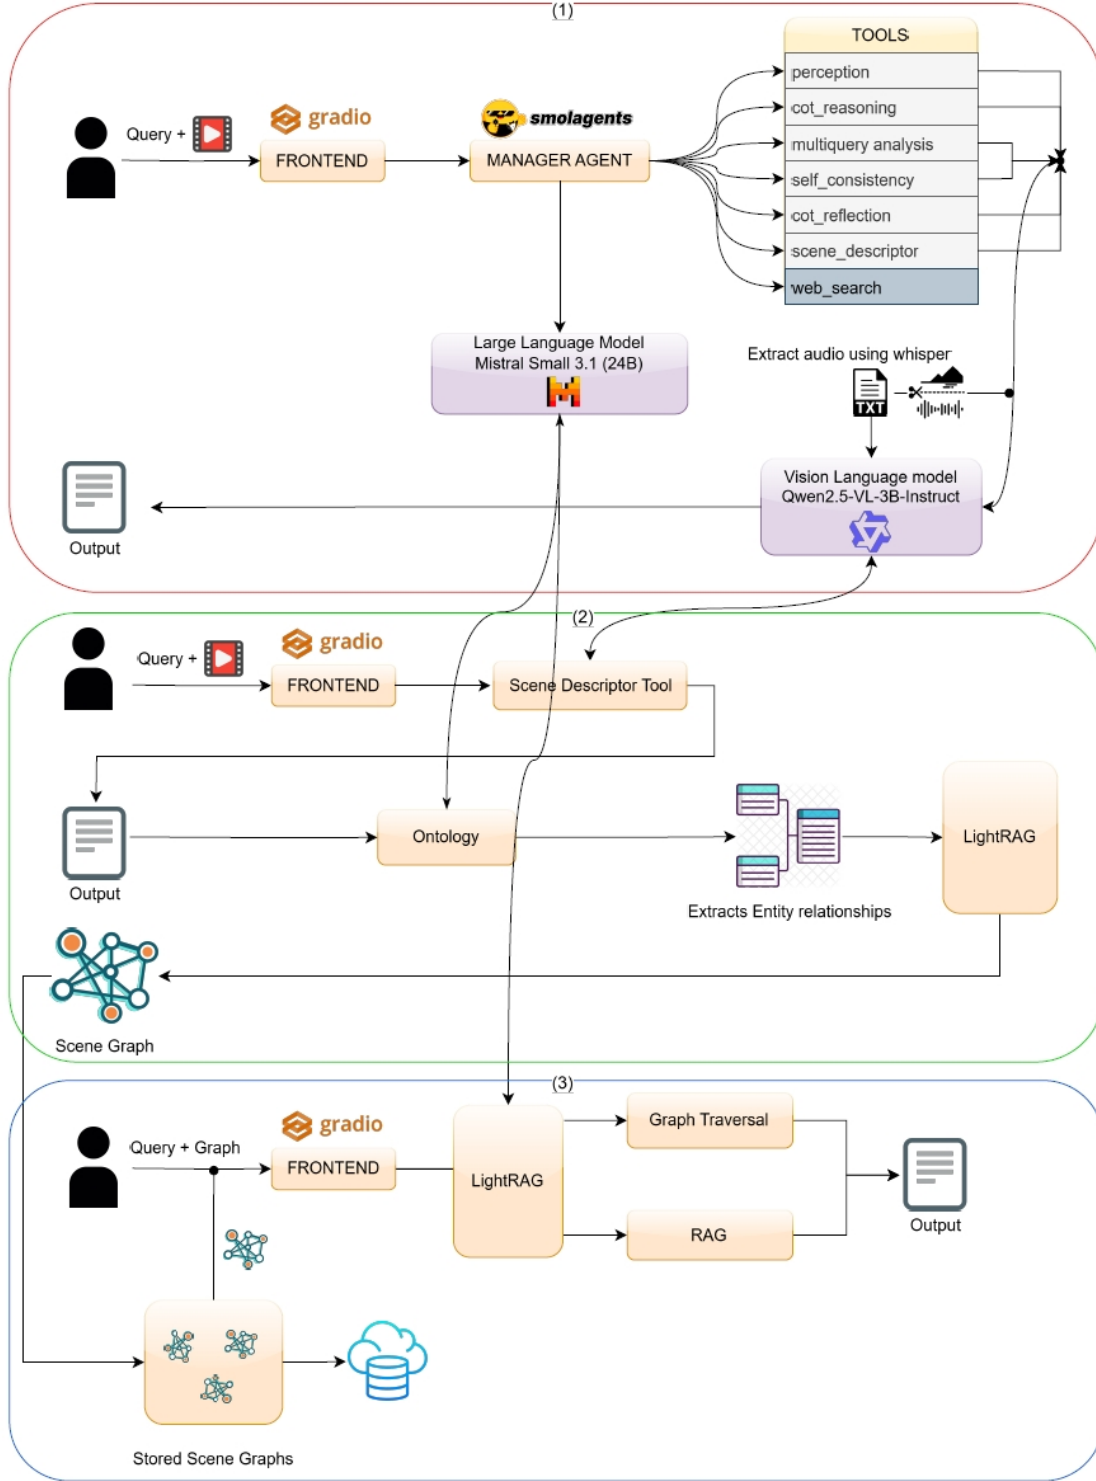 (1)
TOOLS
perception
cot_reasoning
multiquery analysis
self_consistency
cot_reflection
scene_descriptor
web_search
Query +
gradio
FRONTEND
smolagents
MANAGER AGENT
Large Language Model
Mistral Small 3.1 (24B)
Extract audio using whisper
TXT
Vision Language model
Qwen2.5-VL-3B-Instruct
Output
(2)
Query +
gradio
FRONTEND
Scene Descriptor Tool
Output
Ontology
Extracts Entity relationships
LightRAG
Scene Graph
(3)
Query + Graph
gradio
FRONTEND
LightRAG
Graph Traversal
RAG
Output
Stored Scene Graphs